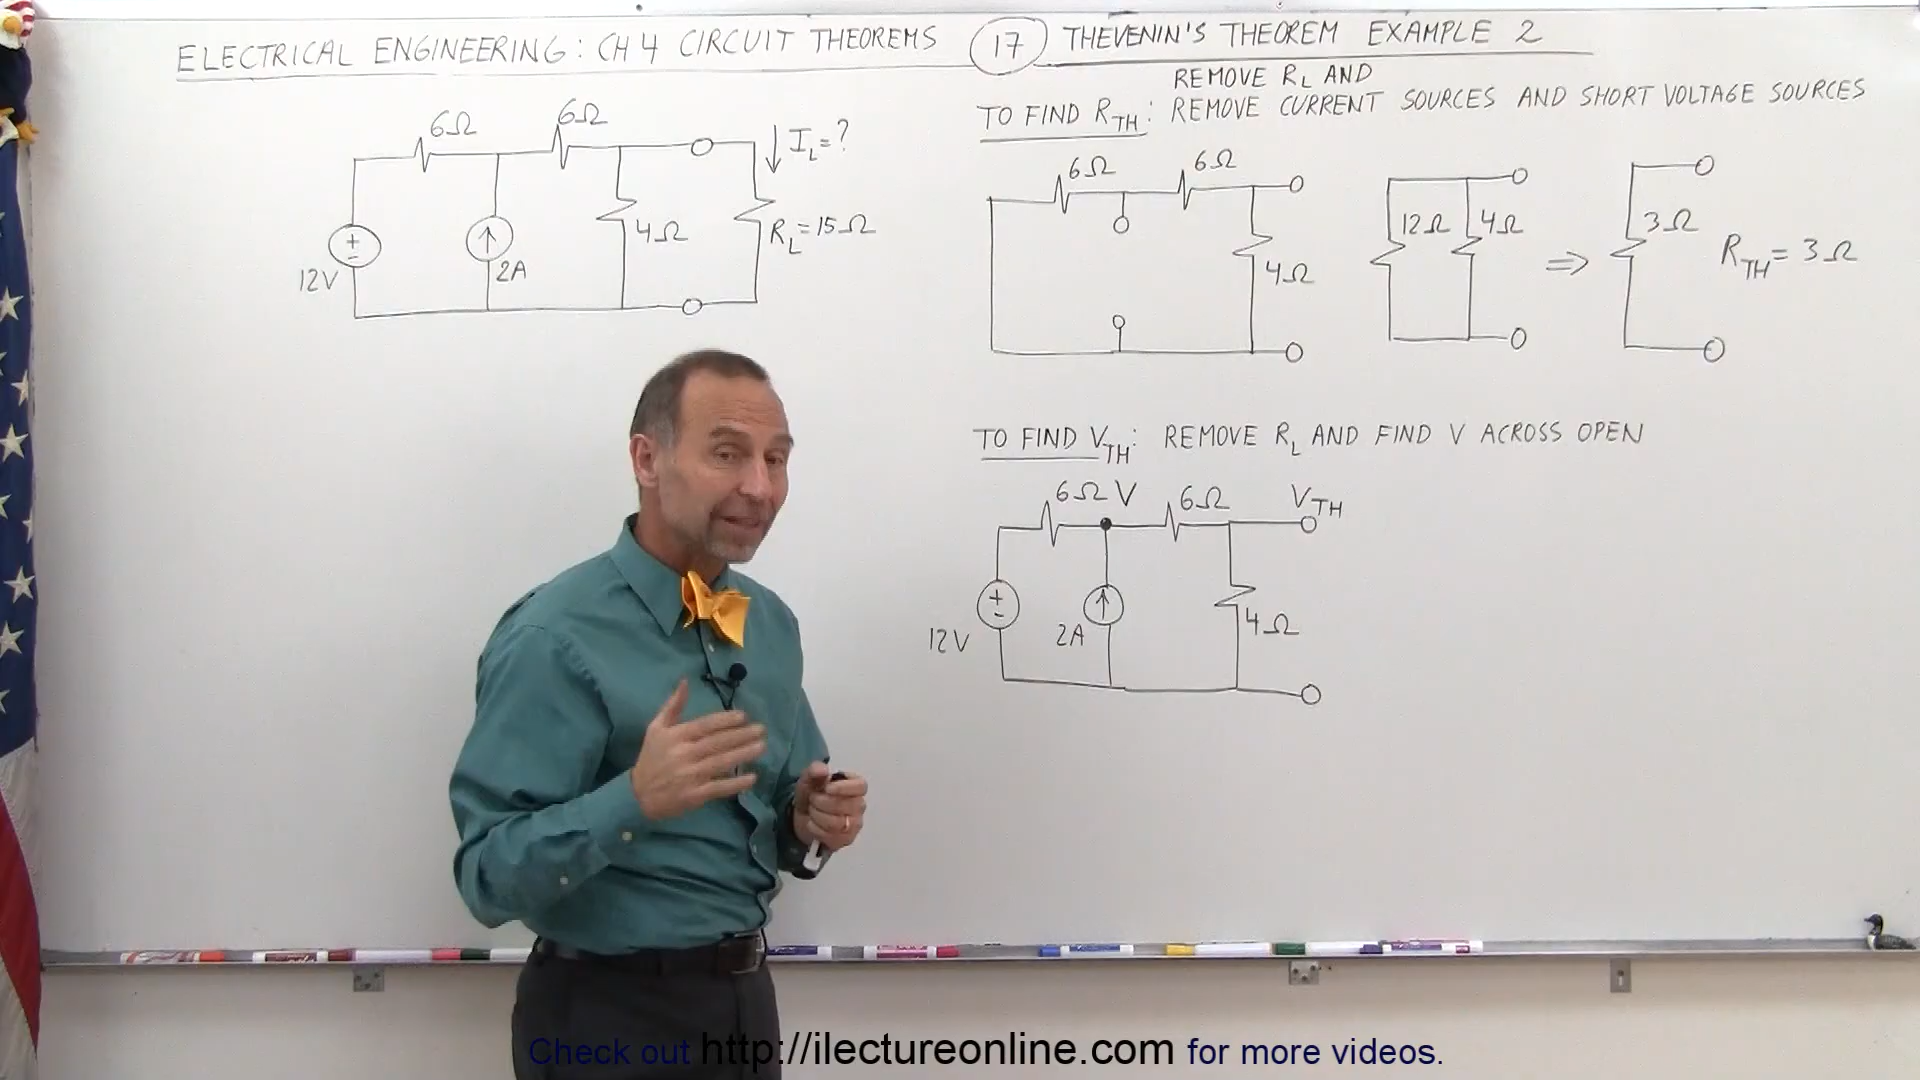 ELECTRICAL ENGINEERING: CH 4 CIRCUIT THEOREMS 17 THEVENIN'S THEOREM EXAMPLE 2
6Ω 6Ω
I_L = ?
12V
+
-
2A
4Ω
R_L = 15Ω
REMOVE R_L AND
TO FIND R_TH: REMOVE CURRENT SOURCES AND SHORT VOLTAGE SOURCES
6Ω 6Ω
4Ω
12Ω 4Ω
⇒
3Ω
R_TH = 3Ω
TO FIND V_TH: REMOVE R_L AND FIND V ACROSS OPEN
6Ω V 6Ω V_TH
12V
+
-
2A
4Ω
Check out http://ilectureonline.com for more videos.